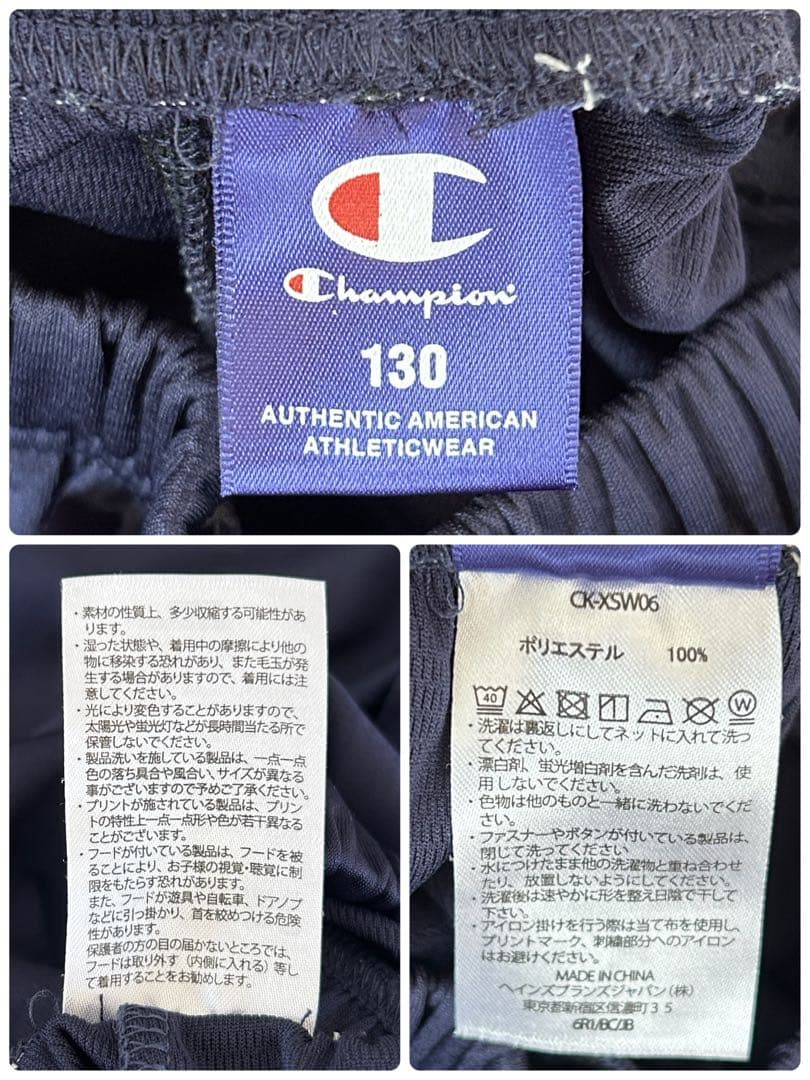 Champion
130
AUTHENTIC AMERICAN
ATHLETICWEAR
・素材の性質上、多少収縮する可能性があ
ります。
・湿った状態や、着用中の摩擦により他の
物に移染する恐れがあり、また毛玉が発
生する場合がありますので、着用には注
意してください。
・光により変色することがありますので、
太陽光や蛍光灯などが長時間当たる所で
保管しないでください。
・製品洗いを施している製品は、一点一点
色の落ち具合や風合い、サイズが異なる
事がございますので予めご了承ください。
・プリントが施されている製品は、プリン
トの特性上一点一点形や色が若干異なる
ことがございます。
・フードが付いている製品は、フードを被
ることにより、お子様の視覚・聴覚に制
限をもたらす恐れがあります。
また、フードが遊具や自転車、ドアノブ
などに引っ掛かり、首を絞めつける危険
性があります。
保護者の方の目の届かないところでは、
フードは取り外す（内側に入れる）等し
て着用することをお勧めします。
CK-XSW06
ポリエステル 100%
40 W
・洗濯は裏返しにしてネットに入れて洗っ
てください。
・漂白剤、蛍光増白剤を含んだ洗剤は、使
用しないでください。
・色物は他のものと一緒に洗わないでくだ
さい。
・ファスナーやボタンが付いている製品は、
閉じて洗ってください。
・水につけたまま他の洗濯物と重ね合わせ
たり、放置しないようにしてください。
・洗濯後は速やかに形を整え日陰で干して
下さい。
・アイロン掛けを行う際は当て布を使用し、
プリントマーク、刺繍部分へのアイロン
はお避けください。
MADE IN CHINA
ヘインズブランズジャパン(株)
東京都新宿区信濃町35
6R1/BC/JB